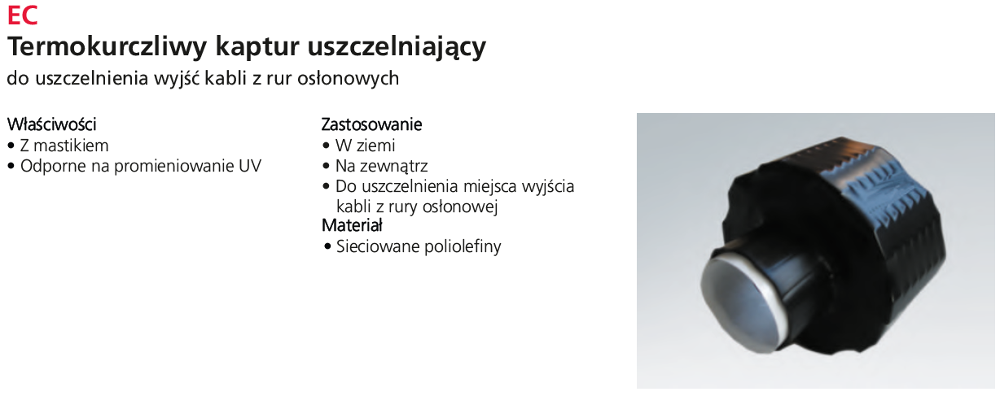 EC
Termokurczliwy kaptur uszczelniający
do uszczelnienia wyjść kabli z rur osłonowych
Właściwości
• Z mastikiem
• Odporne na promieniowanie UV
Zastosowanie
• W ziemi
• Na zewnątrz
• Do uszczelnienia miejsca wyjścia
kabli z rury osłonowej
Materiał
• Sieciowane poliolefiny